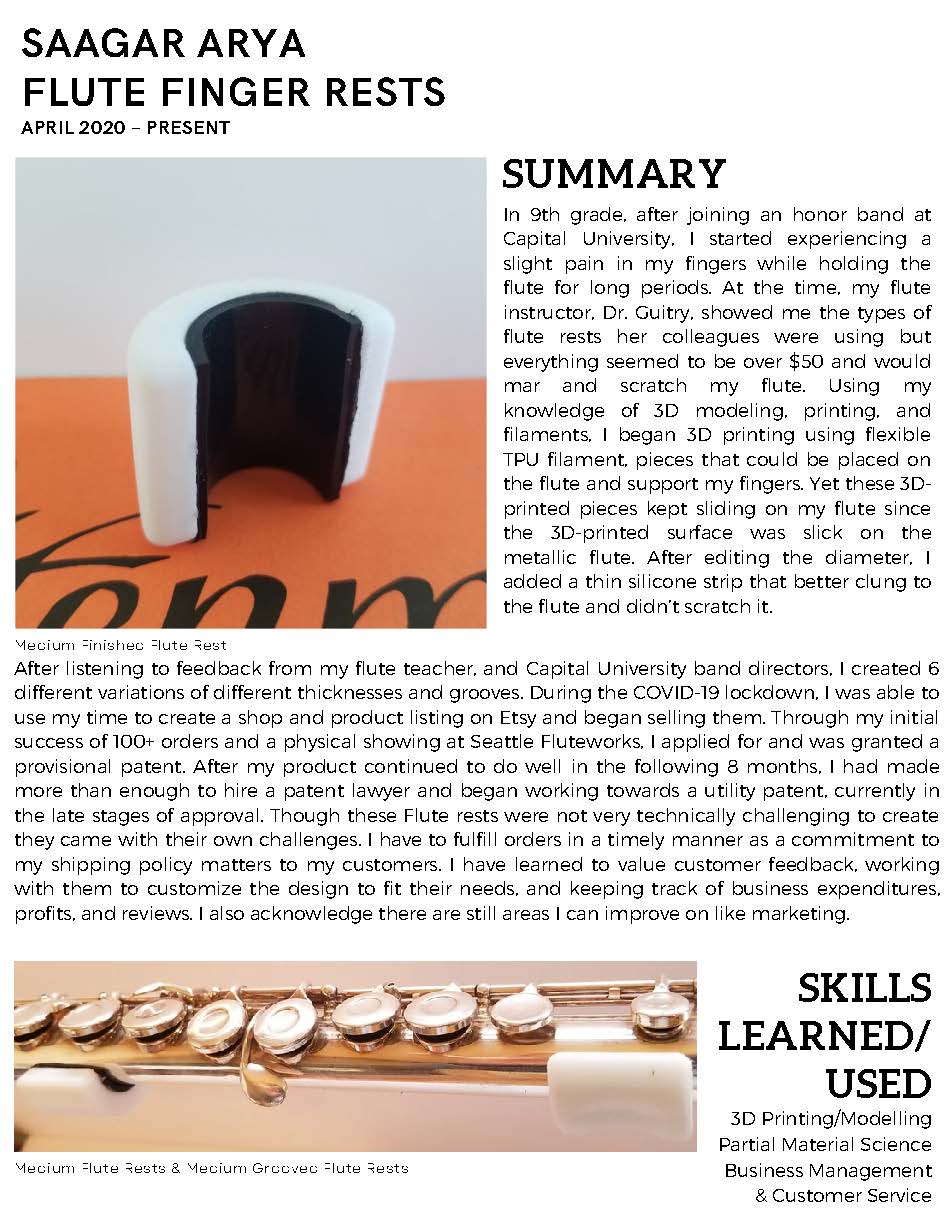 SAAGAR ARYA
FLUTE FINGER RESTS
APRIL 2020 – PRESENT
SUMMARY
In 9th grade, after joining an honor band at
Capital University, I started experiencing a
slight pain in my fingers while holding the
flute for long periods. At the time, my flute
instructor, Dr. Guitry, showed me the types of
flute rests her colleagues were using but
everything seemed to be over $50 and would
mar and scratch my flute. Using my
knowledge of 3D modeling, printing, and
filaments, I began 3D printing using flexible
TPU filament, pieces that could be placed on
the flute and support my fingers. Yet these 3D-
printed pieces kept sliding on my flute since
the 3D-printed surface was slick on the
metallic flute. After editing the diameter, I
added a thin silicone strip that better clung to
the flute and didn't scratch it.
Medium Finished Flute Rest
After listening to feedback from my flute teacher, and Capital University band directors, I created 6
different variations of different thicknesses and grooves. During the COVID-19 lockdown, I was able to
use my time to create a shop and product listing on Etsy and began selling them. Through my initial
success of 100+ orders and a physical showing at Seattle Fluteworks, I applied for and was granted a
provisional patent. After my product continued to do well in the following 8 months, I had made
more than enough to hire a patent lawyer and began working towards a utility patent, currently in
the late stages of approval. Though these Flute rests were not very technically challenging to create
they came with their own challenges. I have to fulfill orders in a timely manner as a commitment to
my shipping policy matters to my customers. I have learned to value customer feedback, working
with them to customize the design to fit their needs, and keeping track of business expenditures,
profits, and reviews. I also acknowledge there are still areas I can improve on like marketing.
SKILLS
LEARNED/
USED
3D Printing/Modelling
Partial Material Science
Business Management
& Customer Service
Medium Flute Rests & Medium Grooved Flute Rests